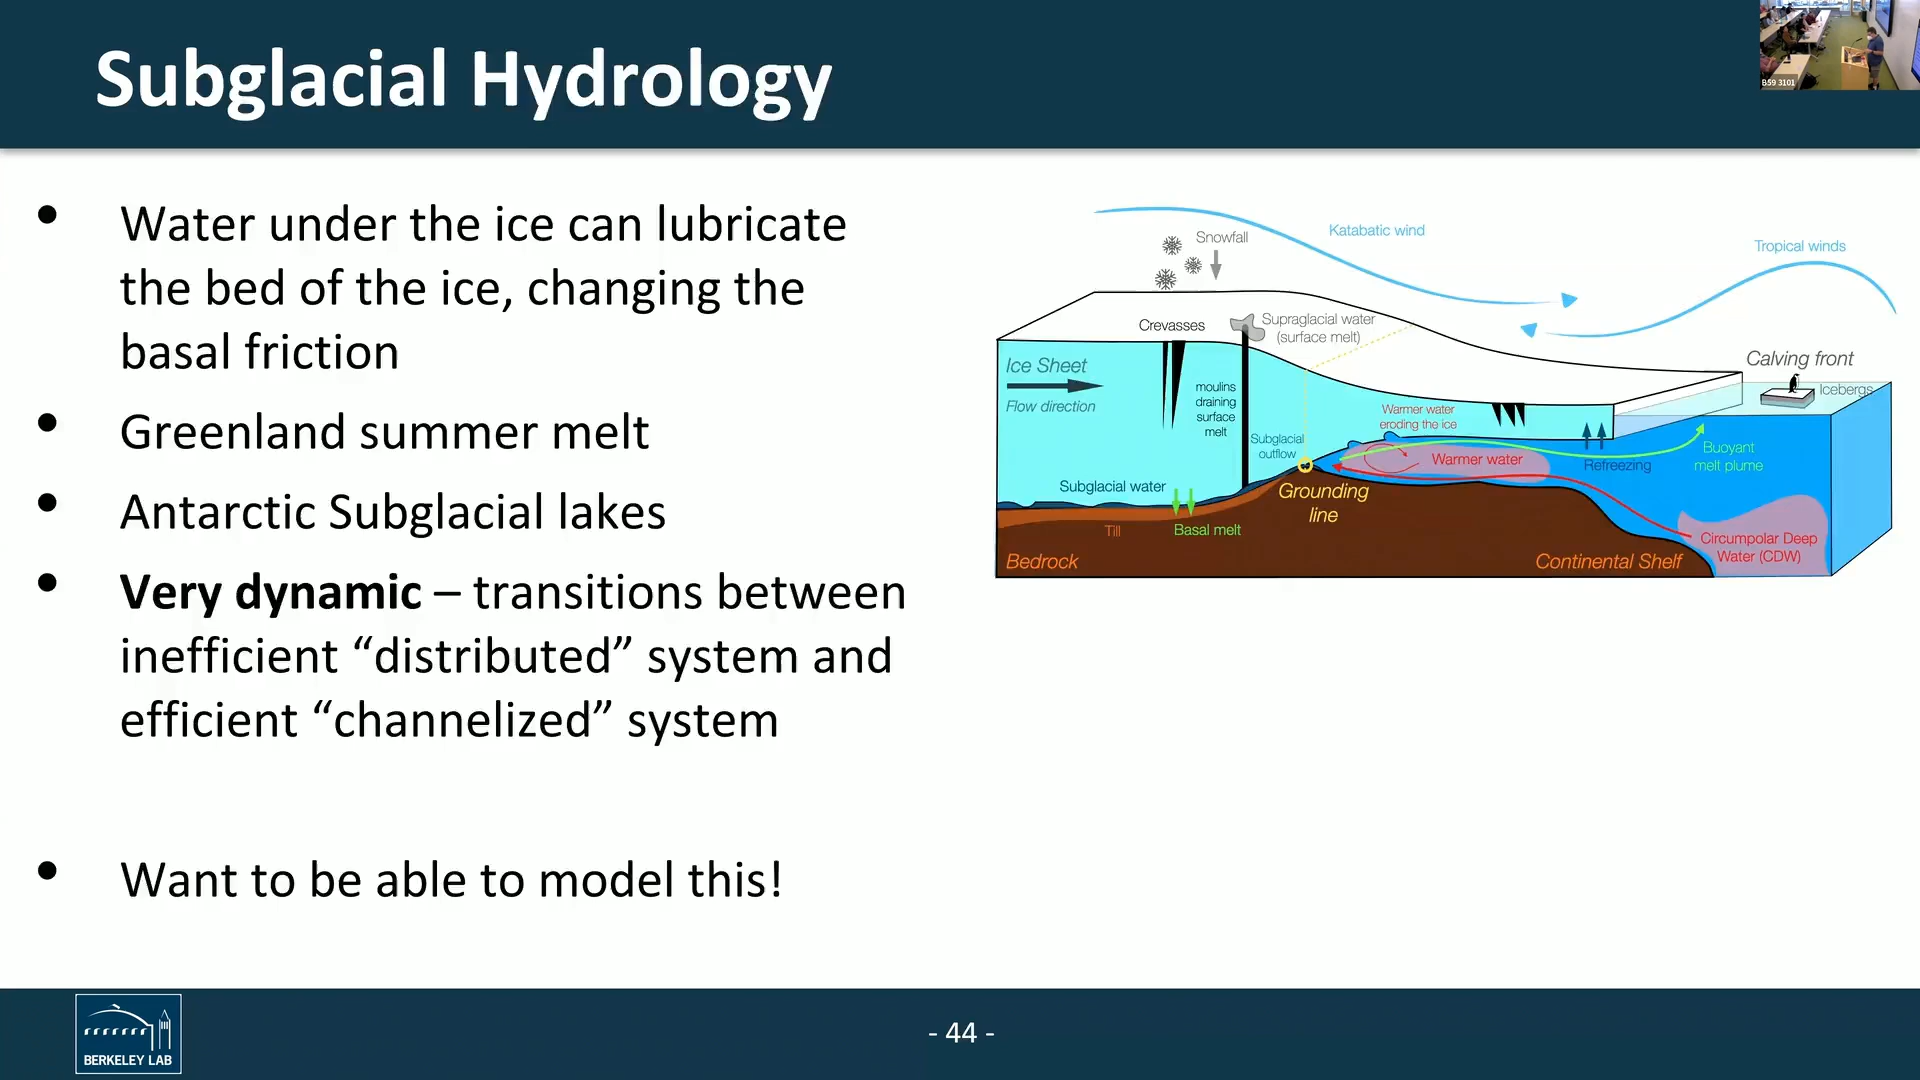 Subglacial Hydrology
B59 3101
• Water under the ice can lubricate
the bed of the ice, changing the
basal friction
• Greenland summer melt
• Antarctic Subglacial lakes
• Very dynamic – transitions between
inefficient “distributed” system and
efficient “channelized” system
• Want to be able to model this!
Snowfall
Katabatic wind
Tropical winds
Crevasses
Supraglacial water
(surface melt)
Ice Sheet
Flow direction
moulins
draining
surface
melt
Calving front
Icebergs
Warmer water
eroding the ice
Subglacial
outflow
Warmer water
Refreezing
Buoyant
melt plume
Subglacial water
Grounding
line
Till
Basal melt
Bedrock
Continental Shelf
Circumpolar Deep
Water (CDW)
BERKELEY LAB
- 44 -